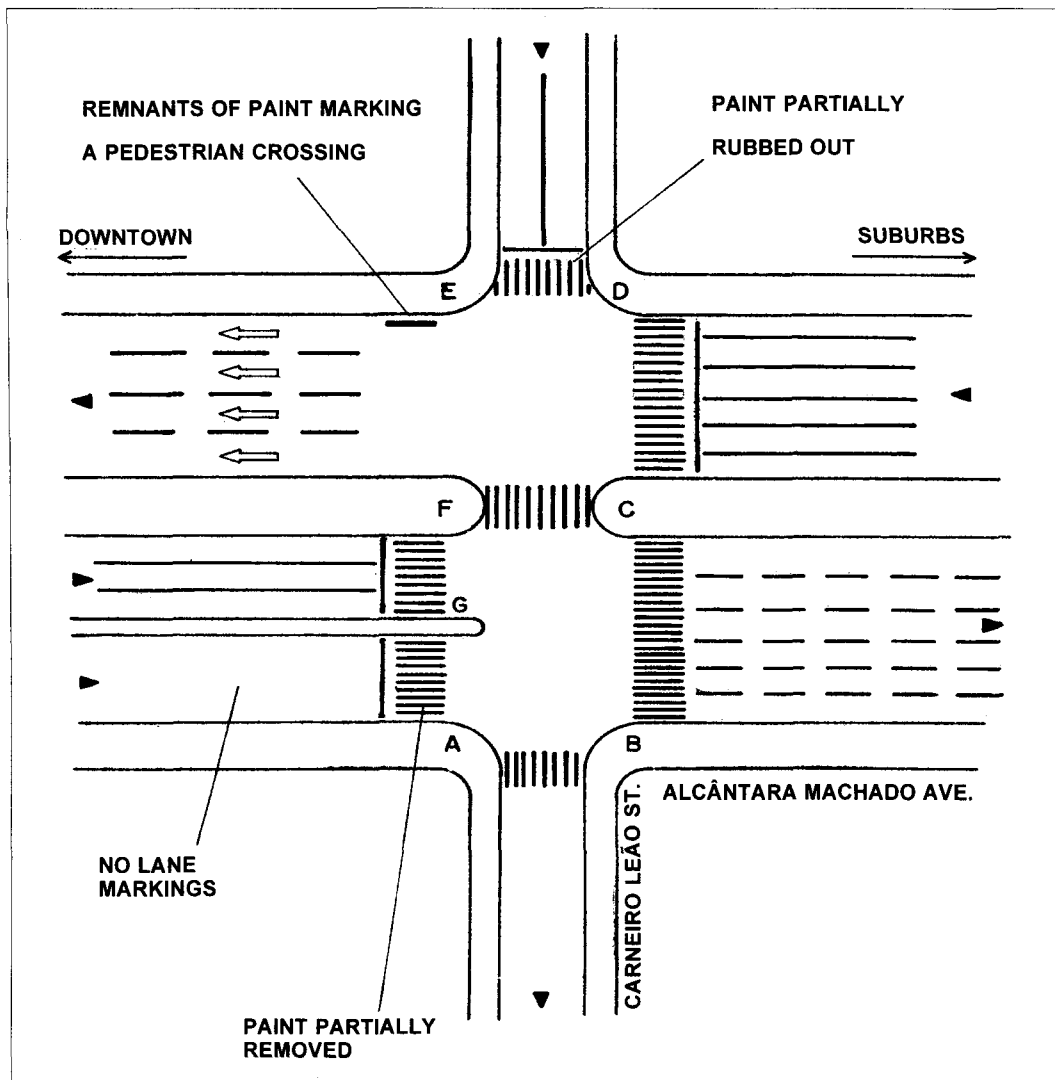 REMNANTS OF PAINT MARKING
A PEDESTRIAN CROSSING
PAINT PARTIALLY
RUBBED OUT
DOWNTOWN
SUBURBS
E
D
F
C
G
A
B
ALCÂNTARA MACHADO AVE.
CARNEIRO LEÃO ST.
NO LANE
MARKINGS
PAINT PARTIALLY
REMOVED